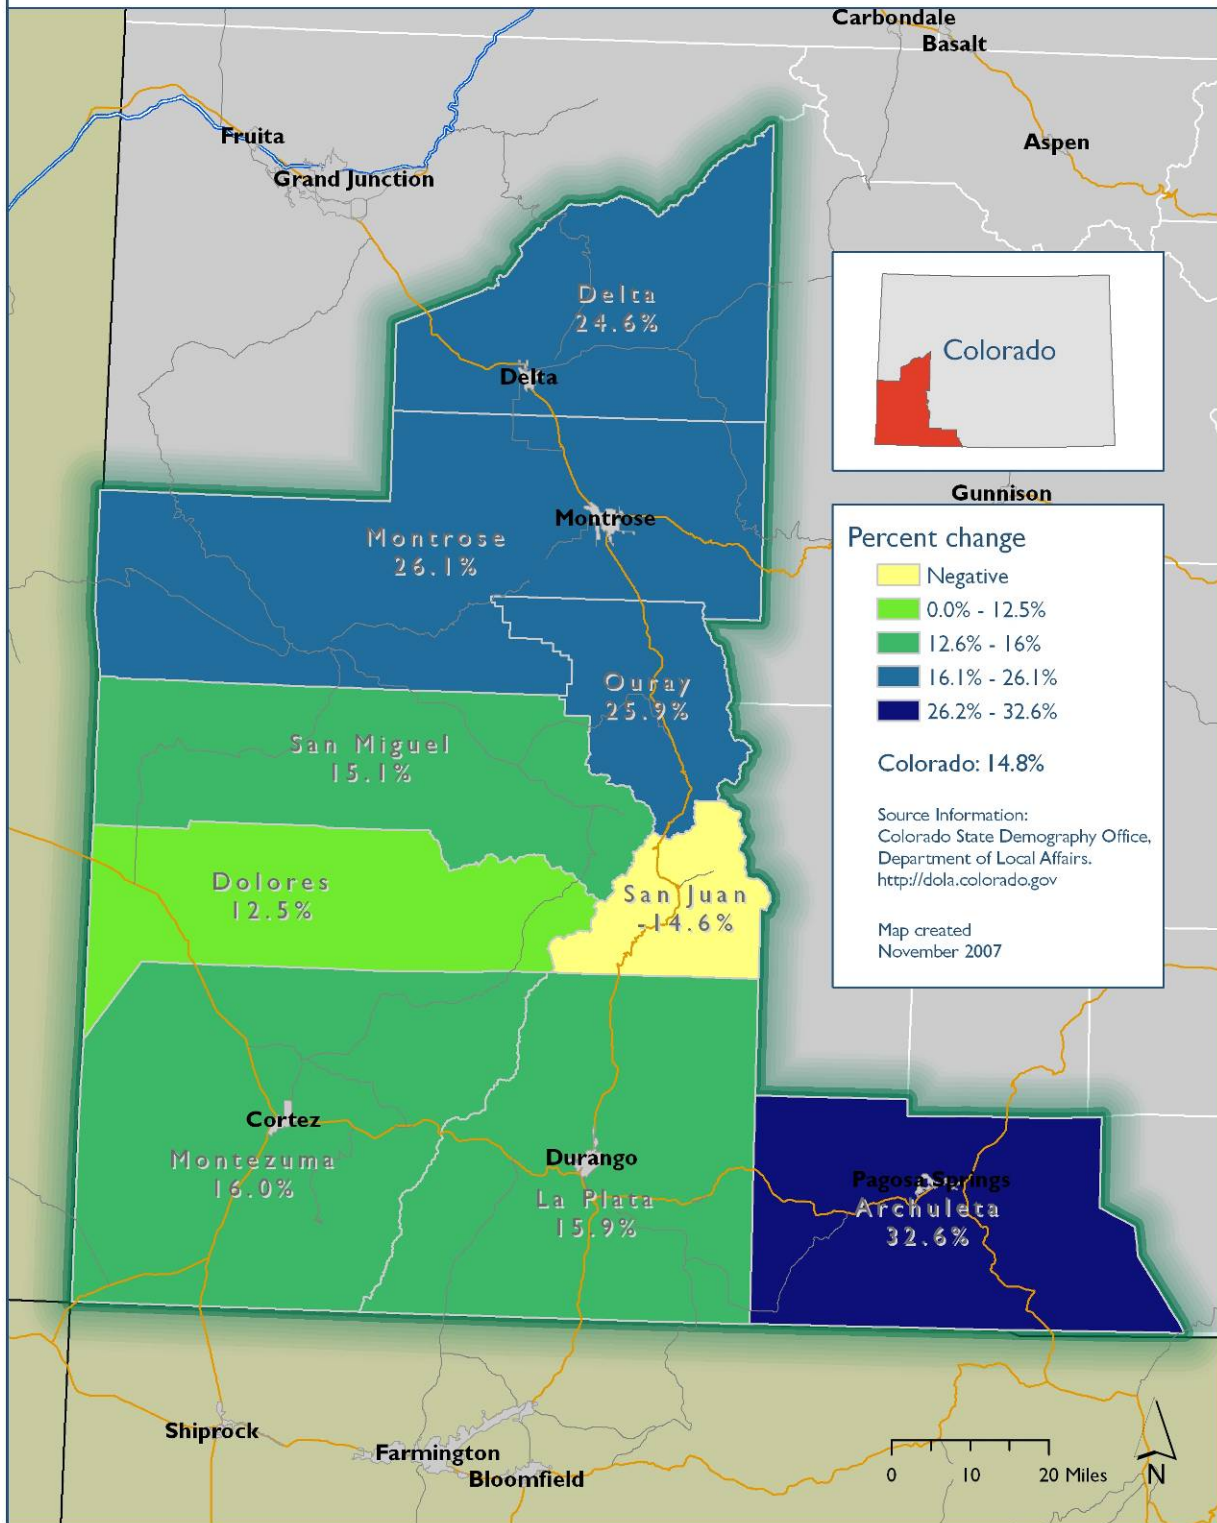 Carbondale
Basalt
Fruita
Aspen
Grand Junction
Delta
24.6%
Colorado
Delta
Gunnison
Montrose
Montrose
26.1%
Percent change
Negative
0.0% - 12.5%
12.6% - 16%
16.1% - 26.1%
26.2% - 32.6%
Colorado: 14.8%
Source Information:
Colorado State Demography Office,
Department of Local Affairs.
http://dola.colorado.gov
Map created
November 2007
Ouray
25.9%
San Miguel
15.1%
Dolores
12.5%
San Juan
-14.6%
Cortez
Montezuma
16.0%
Durango
La Plata
15.9%
Pagosa Springs
Archuleta
32.6%
Shiprock
Farmington
Bloomfield
0 10 20 Miles
N